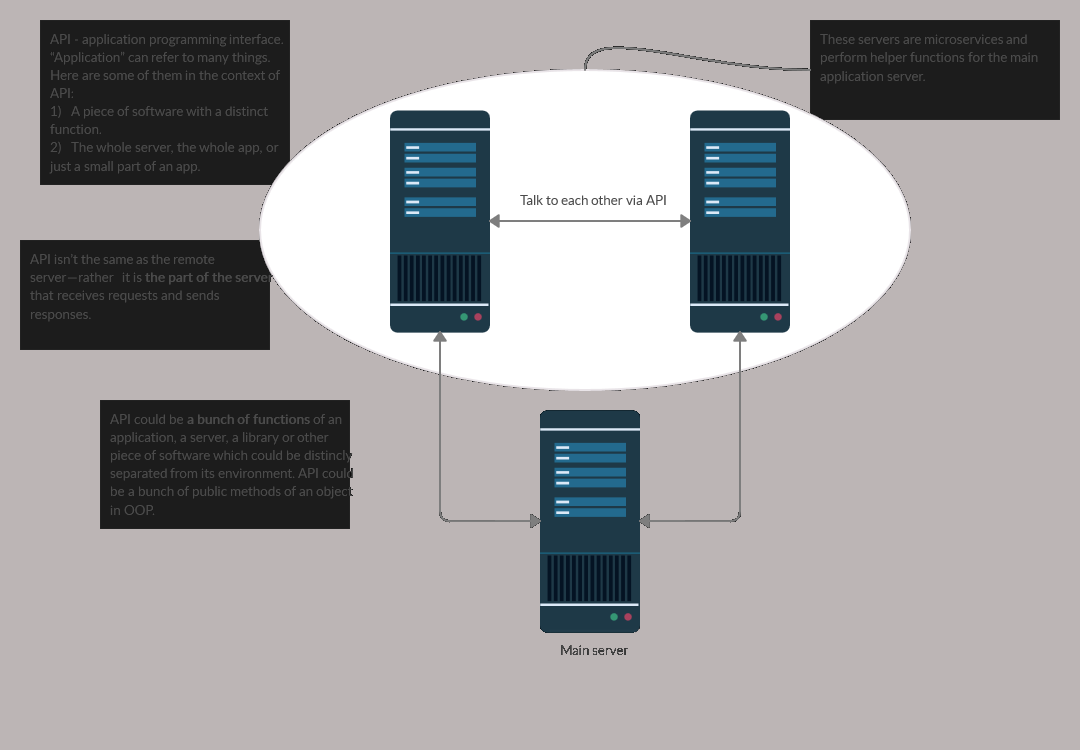 API - application programming interface.
“Application” can refer to many things.
Here are some of them in the context of
API:
1)   A piece of software with a distinct
function.
2)   The whole server, the whole app, or
just a small part of an app.
These servers are microservices and
perform helper functions for the main
application server.
Talk to each other via API
API isn't the same as the remote
server—rather  it is the part of the server
that receives requests and sends
responses.
API could be a bunch of functions of an
application, a server, a library or other
piece of software which could be distincly
separated from its environment. API could
be a bunch of public methods of an object
in OOP.
Main server